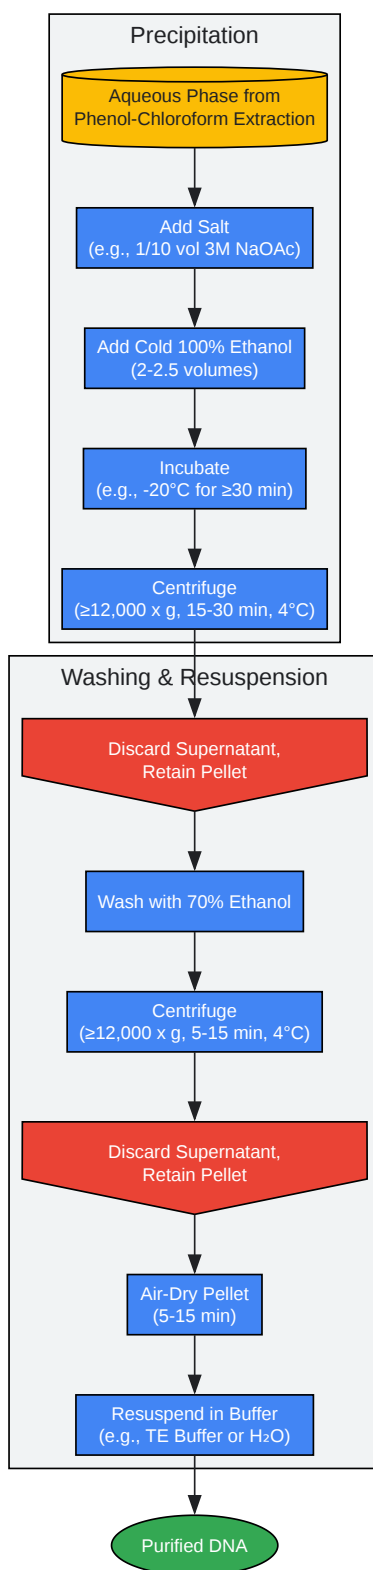 Precipitation
Aqueous Phase from
Phenol-Chloroform Extraction
Add Salt
(e.g., 1/10 vol 3M NaOAc)
Add Cold 100% Ethanol
(2-2.5 volumes)
Incubate
(e.g., -20°C for ≥30 min)
Centrifuge
(≥12,000 x g, 15-30 min, 4°C)
Washing & Resuspension
Discard Supernatant,
Retain Pellet
Wash with 70% Ethanol
Centrifuge
(≥12,000 x g, 5-15 min, 4°C)
Discard Supernatant,
Retain Pellet
Air-Dry Pellet
(5-15 min)
Resuspend in Buffer
(e.g., TE Buffer or H₂O)
Purified DNA